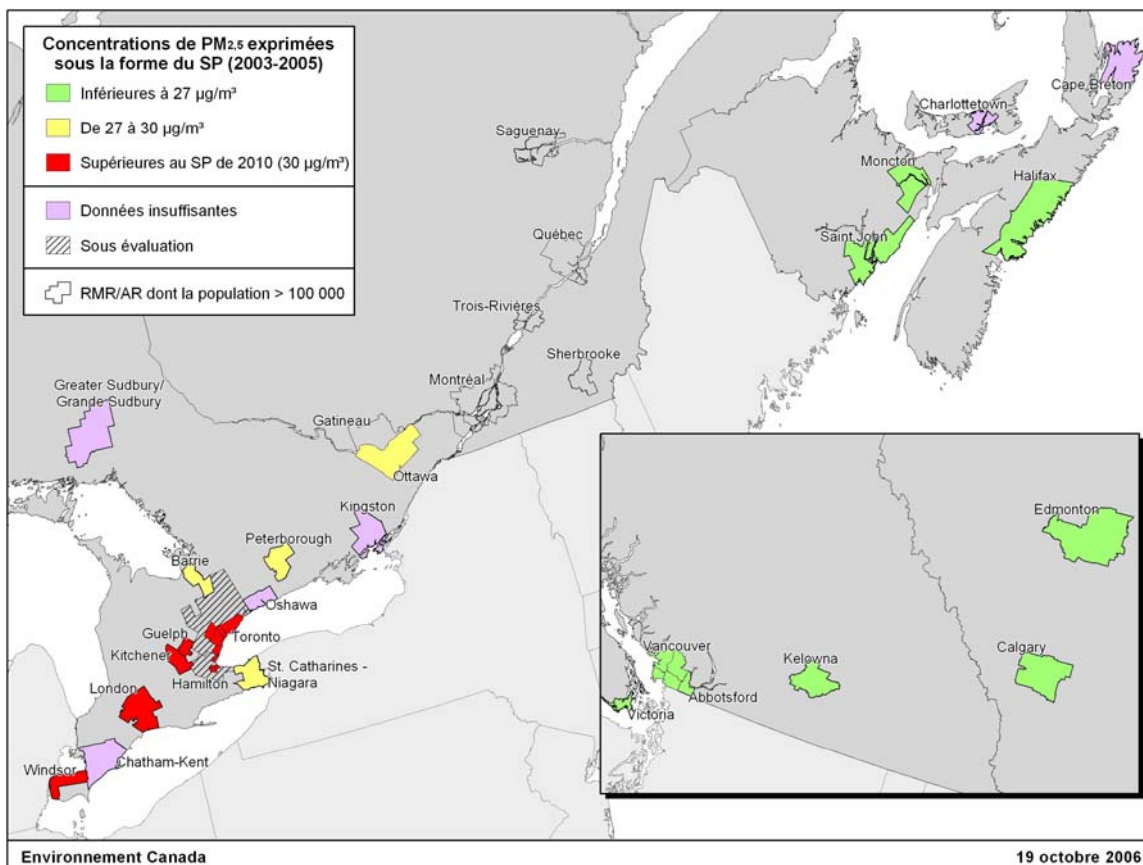 Concentrations de PM2,5 exprimées
sous la forme du SP (2003-2005)
Inférieures à 27 µg/m³
De 27 à 30 µg/m³
Supérieures au SP de 2010 (30 µg/m³)
Données insuffisantes
Sous évaluation
RMR/AR dont la population > 100 000
Cape Breton
Charlottetown
Saguenay
Moncton
Halifax
Québec
Saint John
Trois-Rivières
Sherbrooke
Montréal
Greater Sudbury/
Grande Sudbury
Gatineau
Ottawa
Kingston
Peterborough
Barrie
Oshawa
Guelph
Toronto
Kitchener
St. Catharines -
Niagara
Hamilton
London
Chatham-Kent
Windsor
Edmonton
Vancouver
Kelowna
Calgary
Abbotsford
Victoria
Environnement Canada
19 octobre 2006